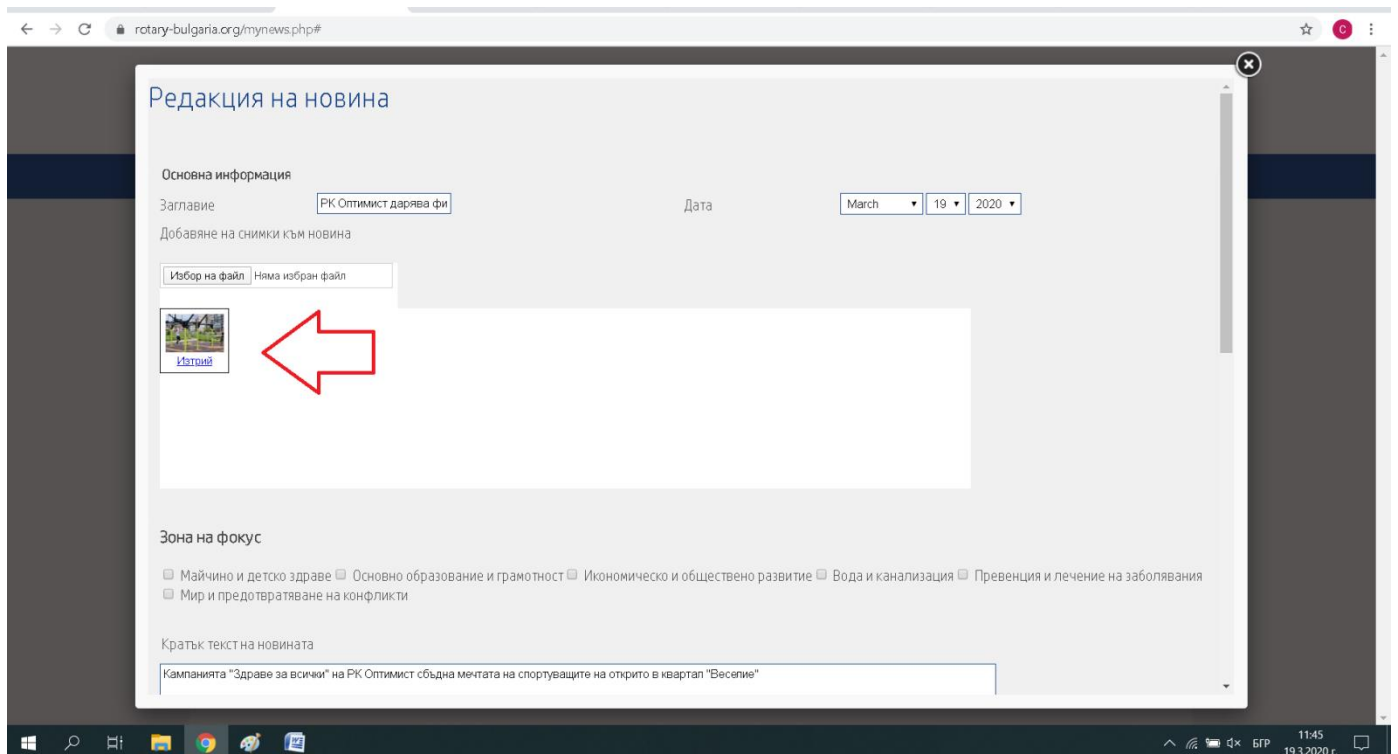 rotary-bulgaria.org/mynews.php#
C
Редакция на новина
Основна информация
Заглавие РК Оптимист дарява фи Дата March 19 2020
Добавяне на снимки към новина
Избор на файл Няма избран файл
Изтрий
Зона на фокус
Майчино и детско здраве Основно образование и грамотност Икономическо и обществено развитие Вода и канализация Превенция и лечение на заболявания
Мир и предотвратяване на конфликти
Кратък текст на новината
Кампанията "Здраве за всички" на РК Оптимист сбъдна мечтата на спортуващите на открито в квартал "Веселие"
БГР 11:45
19.3.2020 г.